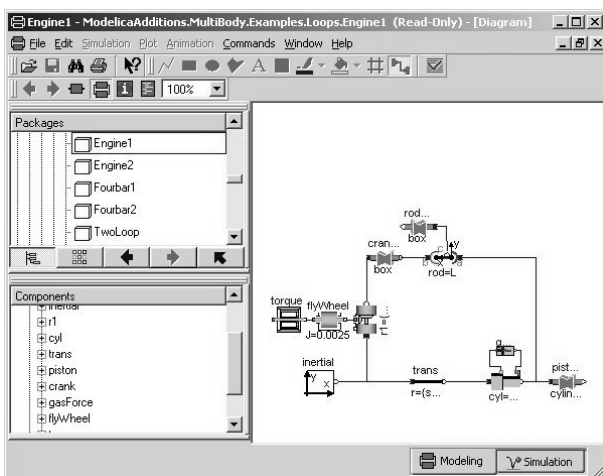 Engine1 - ModelicaAdditions.MultiBody.Examples.Loops.Engine1 (Read-Only) - [Diagram]
File Edit Simulation Plot Animation Commands Window Help
100%
Packages
Engine1
Engine2
Fourbar1
Fourbar2
TwoLoop
Components
inertial
r1
cyl
trans
piston
crank
gasForce
flyWheel
rod...
box
y
cran...
box
rod=L
torque
flyWheel
J=0.0025
inertial
y
x
trans
r=(s...
g
cyl=...
pist...
cylin...
Modeling
Simulation